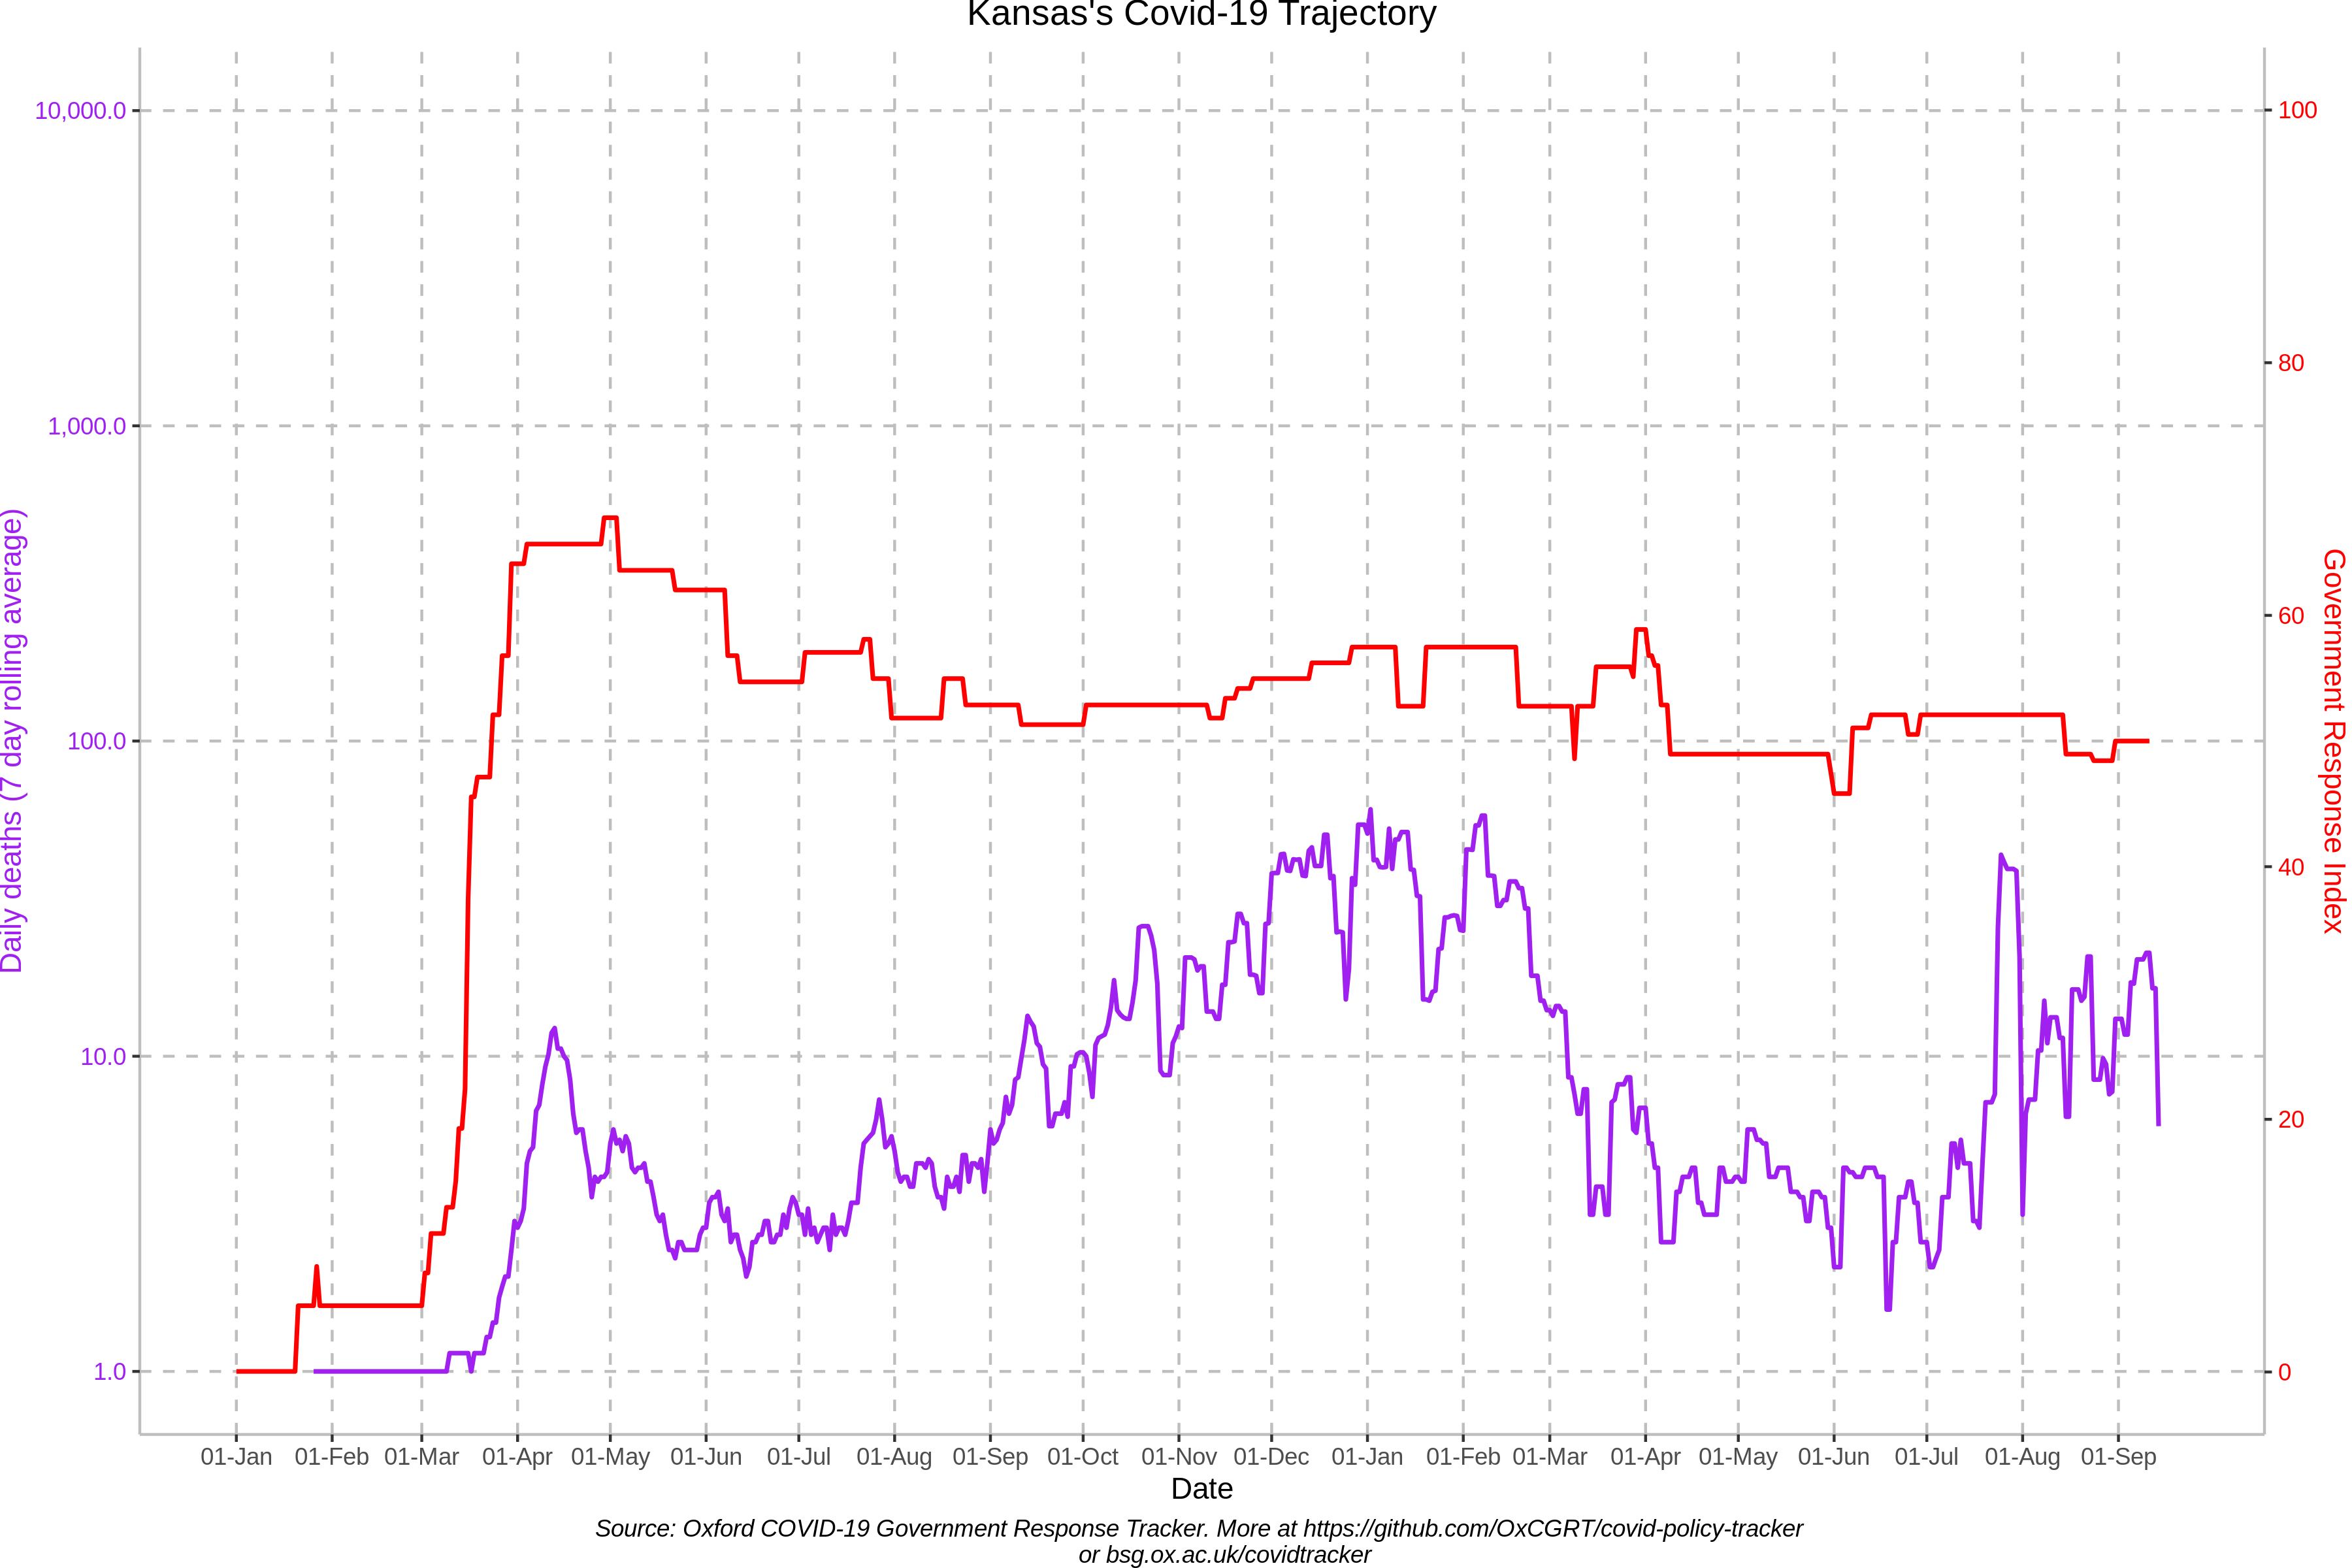 Kansas's Covid-19 Trajectory
10,000.0
1,000.0
100.0
10.0
1.0
Daily deaths (7 day rolling average)
100
80
60
40
20
0
Government Response Index
01-Jan 01-Feb 01-Mar 01-Apr 01-May 01-Jun 01-Jul 01-Aug 01-Sep 01-Oct 01-Nov 01-Dec 01-Jan 01-Feb 01-Mar 01-Apr 01-May 01-Jun 01-Jul 01-Aug 01-Sep
Date
Source: Oxford COVID-19 Government Response Tracker. More at https://github.com/OxCGRT/covid-policy-tracker
or bsg.ox.ac.uk/covidtracker